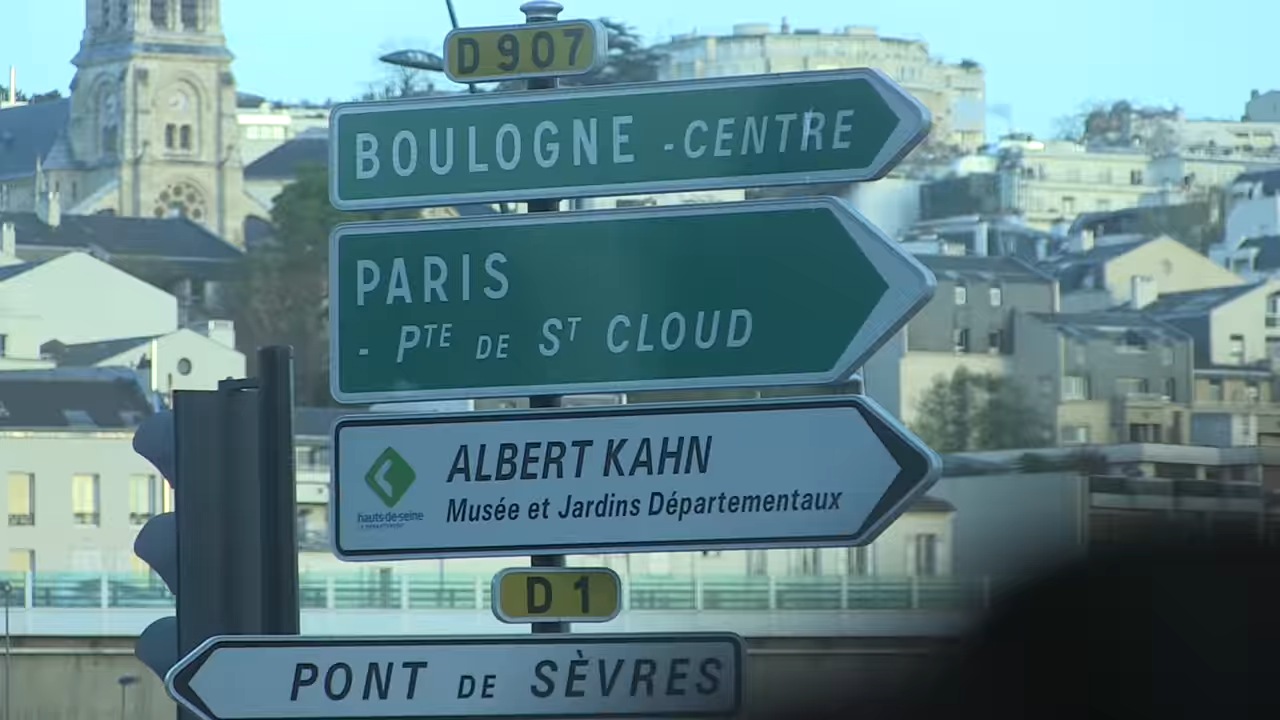 D 907
BOULOGNE - CENTRE
PARIS
- PTE DE ST CLOUD
ALBERT KAHN
Musée et Jardins Départementaux
hauts-de-seine
D 1
PONT DE SÈVRES